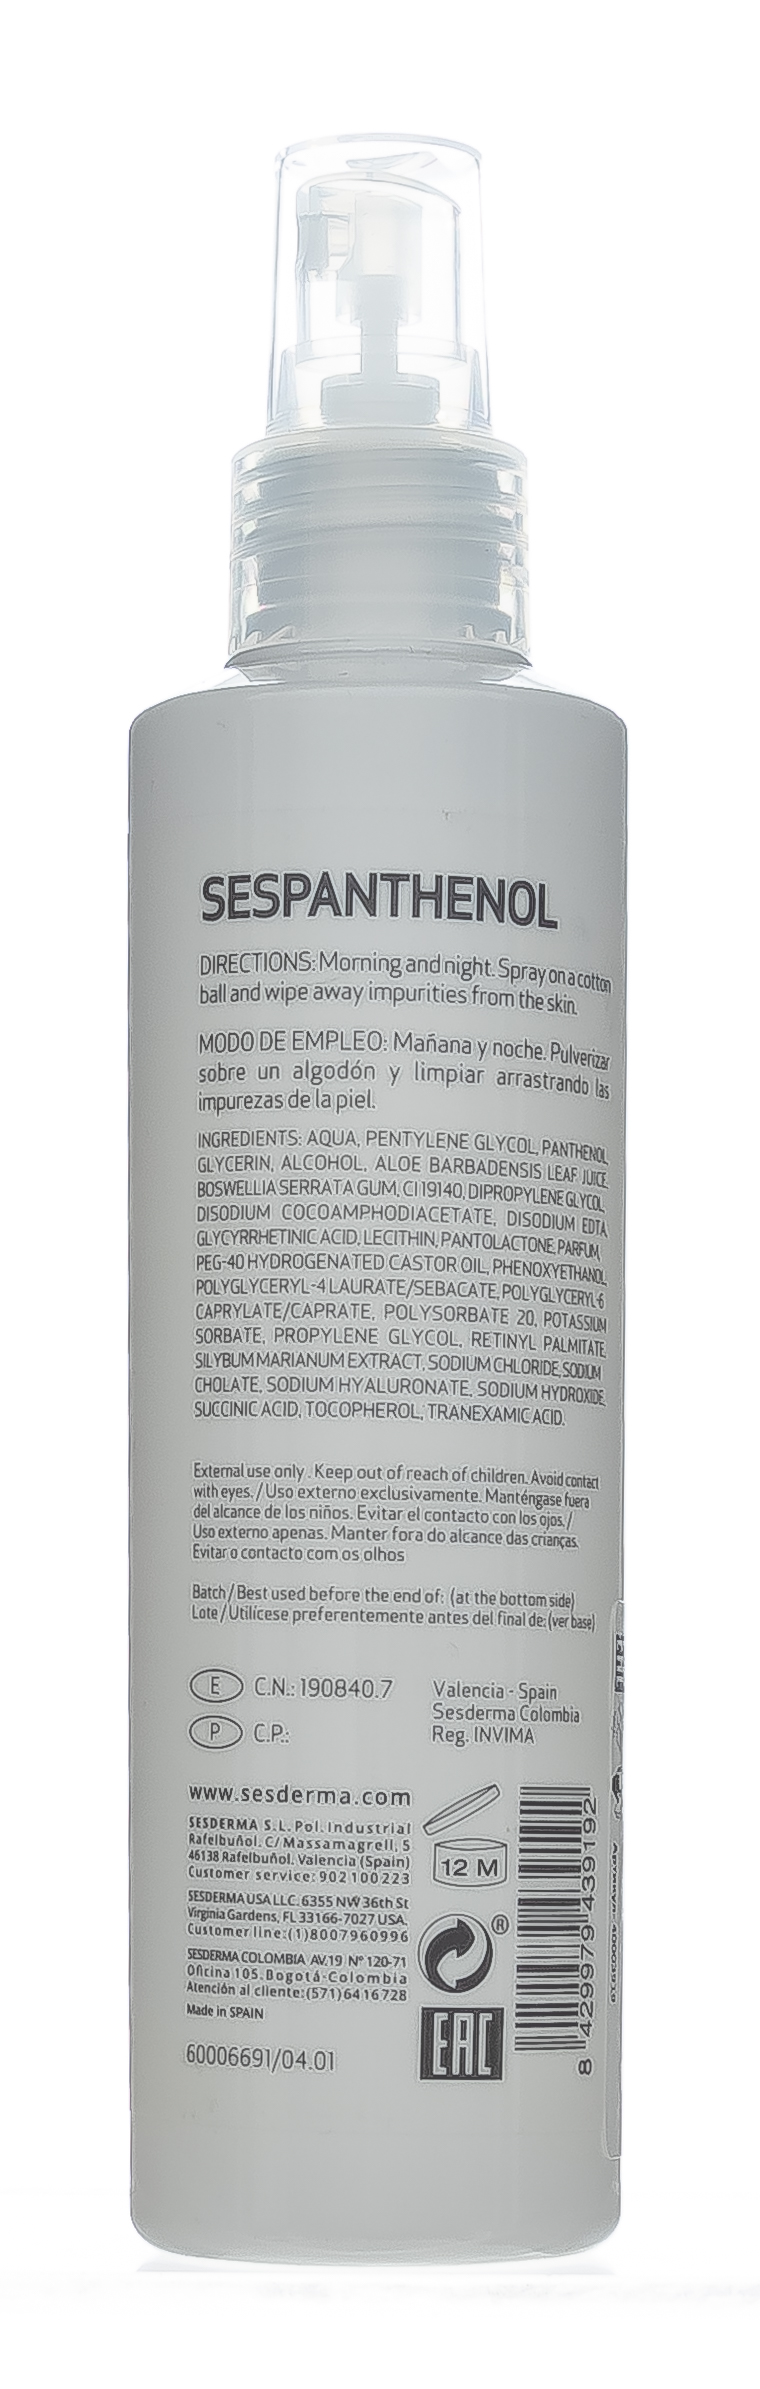 SESPANTHENOL
DIRECTIONS: Morning and night. Spray on a cotton
ball and wipe away impurities from the skin.
MODO DE EMPLEO: Mañana y noche. Pulverizar
sobre un algodón y limpiar arrastrando las
impurezas de la piel.
INGREDIENTS: AQUA, PENTYLENE GLYCOL, PANTHENOL,
GLYCERIN, ALCOHOL, ALOE BARBADENSIS LEAF JUICE,
BOSWELLIA SERRATA GUM, CI 19140, DIPROPYLENE GLYCOL,
DISODIUM COCOAMPHODIACETATE, DISODIUM EDTA,
GLYCYRRHETINIC ACID, LECITHIN, PANTOLACTONE, PARFUM,
PEG-40 HYDROGENATED CASTOR OIL, PHENOXYETHANOL,
POLYGLYCERYL-4 LAURATE/SEBACATE, POLYGLYCERYL-6
CAPRYLATE/CAPRATE, POLYSORBATE 20, POTASSIUM
SORBATE, PROPYLENE GLYCOL, RETINYL PALMITATE,
SILYBUM MARIANUM EXTRACT, SODIUM CHLORIDE, SODIUM
CHOLATE, SODIUM HYALURONATE, SODIUM HYDROXIDE,
SUCCINIC ACID, TOCOPHEROL, TRANEXAMIC ACID.
External use only. Keep out of reach of children. Avoid contact
with eyes. / Uso externo exclusivamente. Manténgase fuera
del alcance de los niños. Evitar el contacto con los ojos. /
Uso externo apenas. Manter fora do alcance das crianças.
Evitar o contacto com os olhos
Batch / Best used before the end of: (at the bottom side)
Lote / Utilícese preferentemente antes del final de: (ver base)
E C.N.: 190840.7
P C.P.:
Valencia - Spain
Sesderma Colombia
Reg. INVIMA
www.sesderma.com
SESDERMA S.L. Pol. Industrial
Rafelbuñol. C/ Massamagrell, 5
46138 Rafelbuñol. Valencia (Spain)
Customer service: 902 100 223
SESDERMA USA LLC. 6355 NW 36th St
Virginia Gardens, FL 33166-7027 USA.
Customer line: (1) 8007960996
SESDERMA COLOMBIA AV.19 Nº 120-71
Oficina 105. Bogotá-Colombia
Atención al cliente: (571) 64 16 728
Made in SPAIN
60006691/04.01
12 M
®
EAC
8 429979 439192